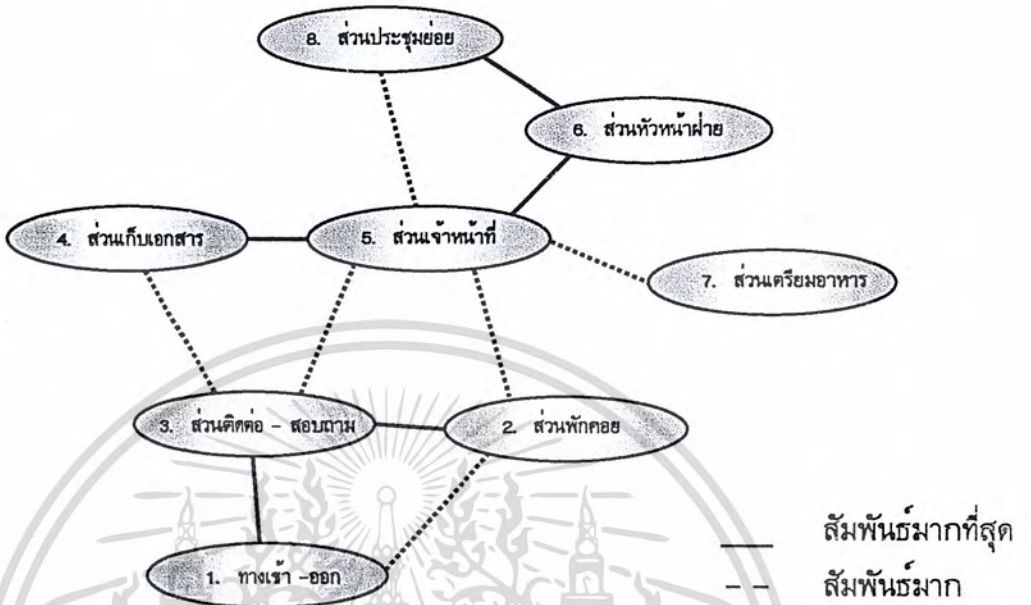 8. ส่วนประชุมย่อย
6. ส่วนหัวหน้าฝ่าย
4. ส่วนเก็บเอกสาร
5. ส่วนเจ้าหน้าที่
7. ส่วนเตรียมอาหาร
3. ส่วนติดต่อ - สอบถาม
2. ส่วนพักคอย
1. ทางเข้า -ออก
สัมพันธ์มากที่สุด
สัมพันธ์มาก